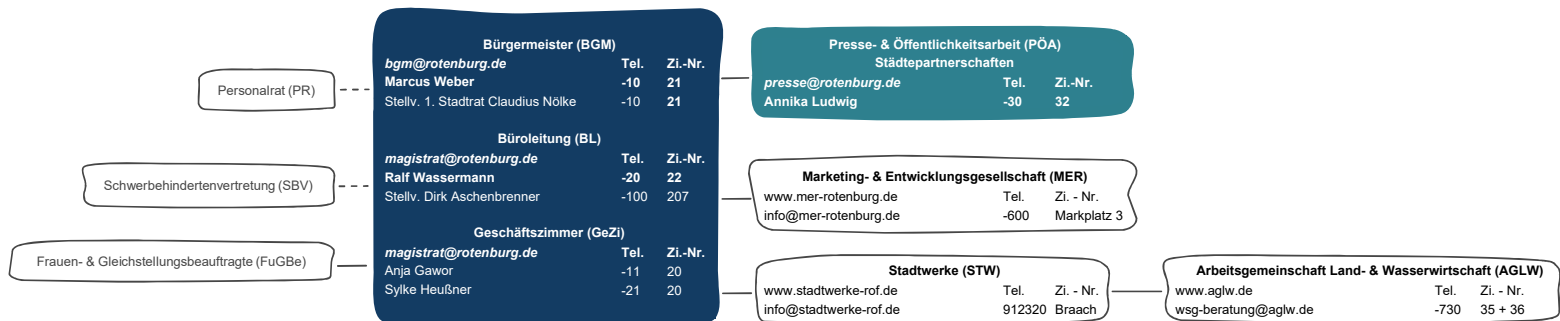 Personalrat (PR)
Schwerbehindertenvertretung (SBV)
Frauen- & Gleichstellungsbeauftragte (FuGBe)
Bürgermeister (BGM)
bgm@rotenburg.de Tel. Zi.-Nr.
Marcus Weber -10 21
Stellv. 1. Stadtrat Claudius Nölke -10 21
Büroleitung (BL)
magistrat@rotenburg.de Tel. Zi.-Nr.
Ralf Wassermann -20 22
Stellv. Dirk Aschenbrenner -100 207
Geschäftszimmer (GeZi)
magistrat@rotenburg.de Tel. Zi.-Nr.
Anja Gawor -11 20
Sylke Heußner -21 20
Presse- & Öffentlichkeitsarbeit (PÖA)
Städtepartnerschaften
presse@rotenburg.de Tel. Zi.-Nr.
Annika Ludwig -30 32
Marketing- & Entwicklungsgesellschaft (MER)
www.mer-rotenburg.de Tel. Zi. - Nr.
info@mer-rotenburg.de -600 Markplatz 3
Stadtwerke (STW)
www.stadtwerke-rof.de Tel. Zi. - Nr.
info@stadtwerke-rof.de 912320 Braach
Arbeitsgemeinschaft Land- & Wasserwirtschaft (AGLW)
www.aglw.de Tel. Zi. - Nr.
wsg-beratung@aglw.de -730 35 + 36